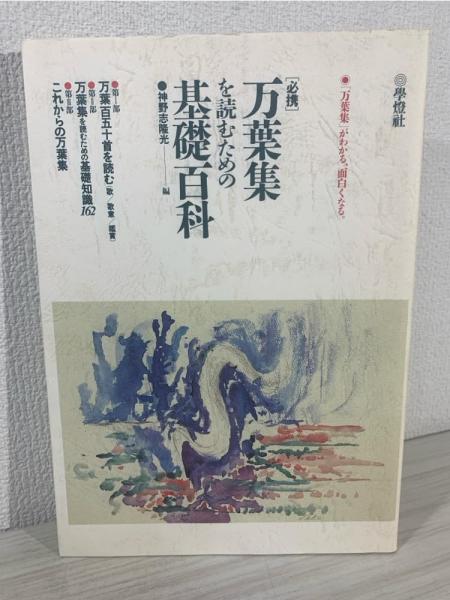 學燈社
●「万葉集」がわかる。面白くなる。
[必携]
万葉集
を読むための
基礎百科
●神野志隆光――編
●第Ⅰ部
万葉百五十首を読む〔歌/歌意/鑑賞〕
●第Ⅱ部
万葉集を読むための基礎知識162
●第Ⅲ部
これからの万葉集